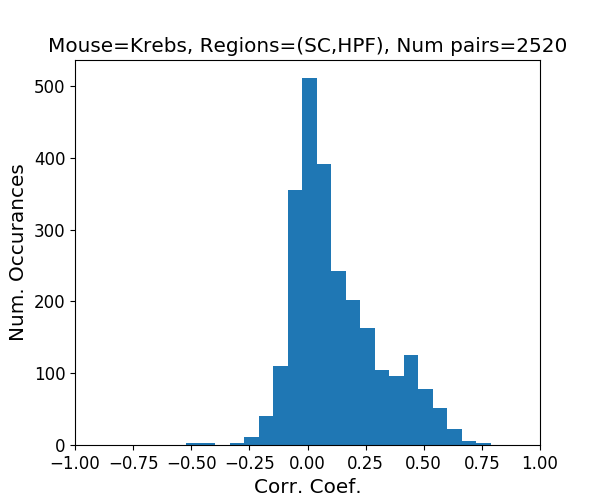 Mouse=Krebs, Regions=(SC,HPF), Num pairs=2520
500
400
300
200
100
0
Num. Occurances
−1.00 −0.75 −0.50 −0.25 0.00 0.25 0.50 0.75 1.00
Corr. Coef.